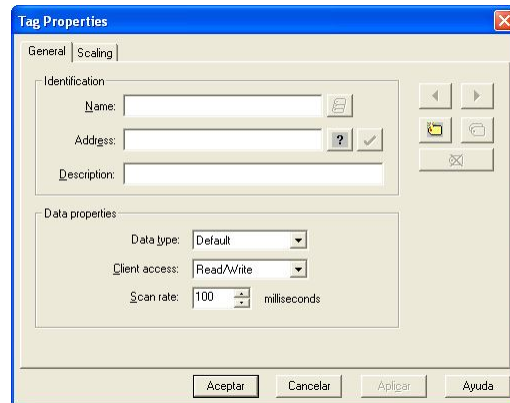 Tag Properties
General Scaling
Identification
Name:
Address: ?
Description:
Data properties
Data type: Default
Client access: Read/Write
Scan rate: 100 milliseconds
Aceptar Cancelar Aplicar Ayuda